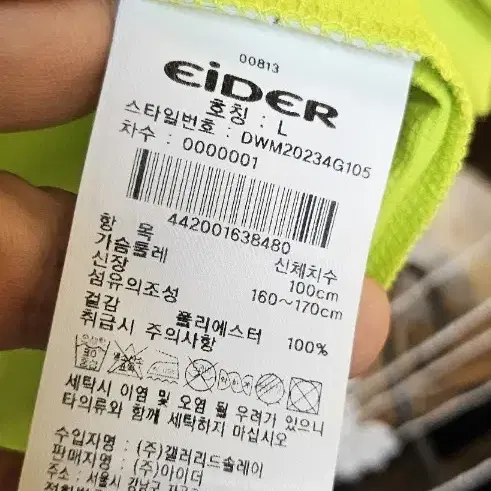 00813
EiDER
호칭 : L
스타일번호 : DWM20234G105
차수 : 0000001
442001638480
항 목 신체치수
가슴둘레 100cm
신장 160~170cm
섬유의조성
겉감 폴리에스터 100%
취급시 주의사항
세탁시 이염 및 오염 될 우려가 있으니
타의류와 함께 세탁하지 마십시오
수입자명 : (주)갤러리드솔레이
판매자명 : (주)아이더
주소 : 서울시 강남구